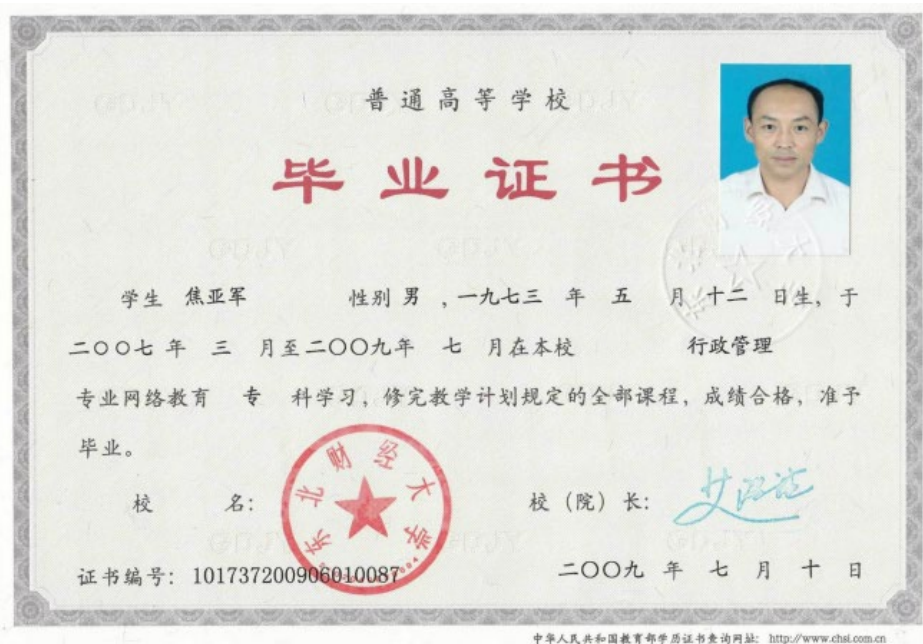 普通高等学校
毕业证书
学生 焦亚军 性别 男 ,一九七三 年 五 月 十二 日生, 于
二〇〇七 年 三 月至二〇〇九年 七 月在本校 行政管理
专业网络教育 专 科学习, 修完教学计划规定的全部课程, 成绩合格, 准予
毕业。
东北财经大学
校 名: 校 (院) 长:
证书编号: 101737200906010087 二〇〇九 年 七 月 十 日
中华人民共和国教育部学历证书查询网址: http://www.chsi.com.cn